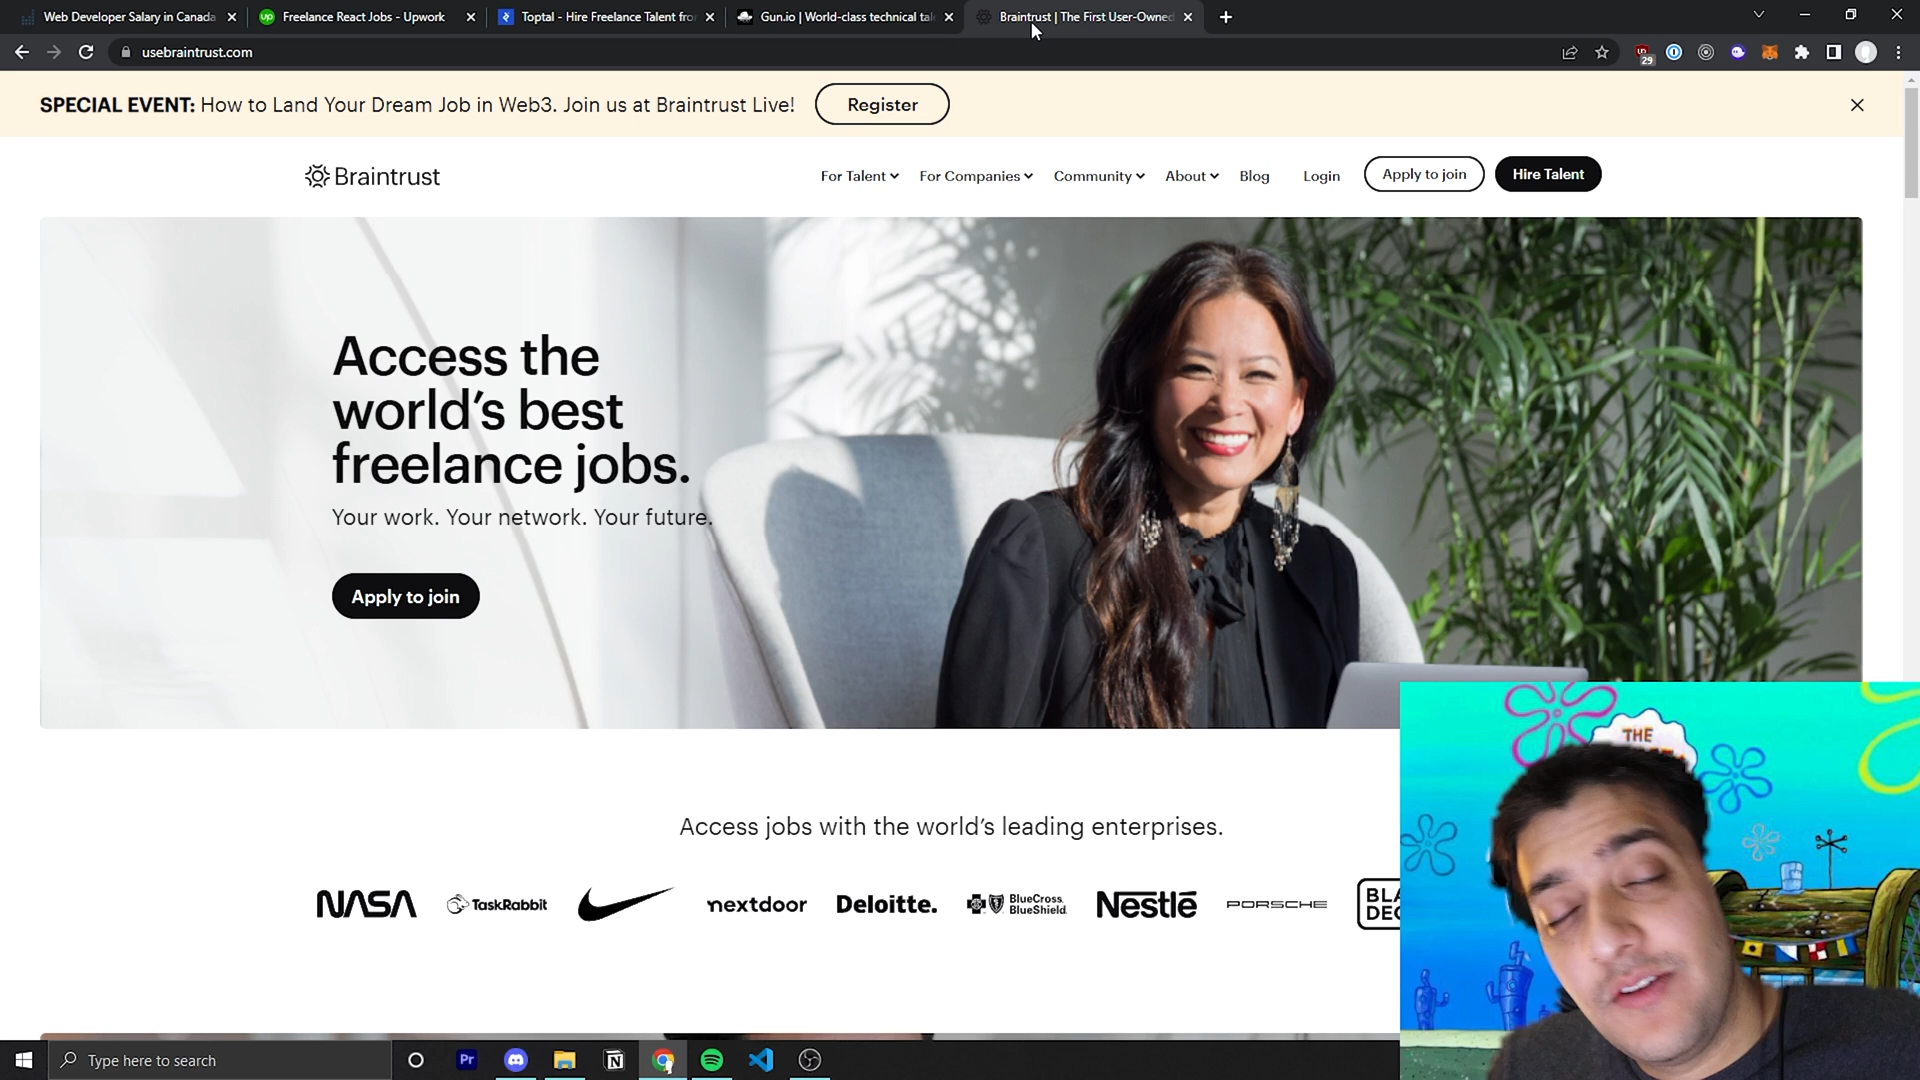 Web Developer Salary in Canada
Freelance React Jobs - Upwork
Toptal - Hire Freelance Talent fro
Gun.io | World-class technical tal
Braintrust | The First User-Owned
usebraintrust.com
29
SPECIAL EVENT: How to Land Your Dream Job in Web3. Join us at Braintrust Live!
Register
Braintrust
For Talent
For Companies
Community
About
Blog
Login
Apply to join
Hire Talent
Access the
world's best
freelance jobs.
Your work. Your network. Your future.
Apply to join
Access jobs with the world's leading enterprises.
NASA
TaskRabbit
nextdoor
Deloitte.
BlueCross
BlueShield
Nestlé
PORSCHE
THE
Type here to search
Pr